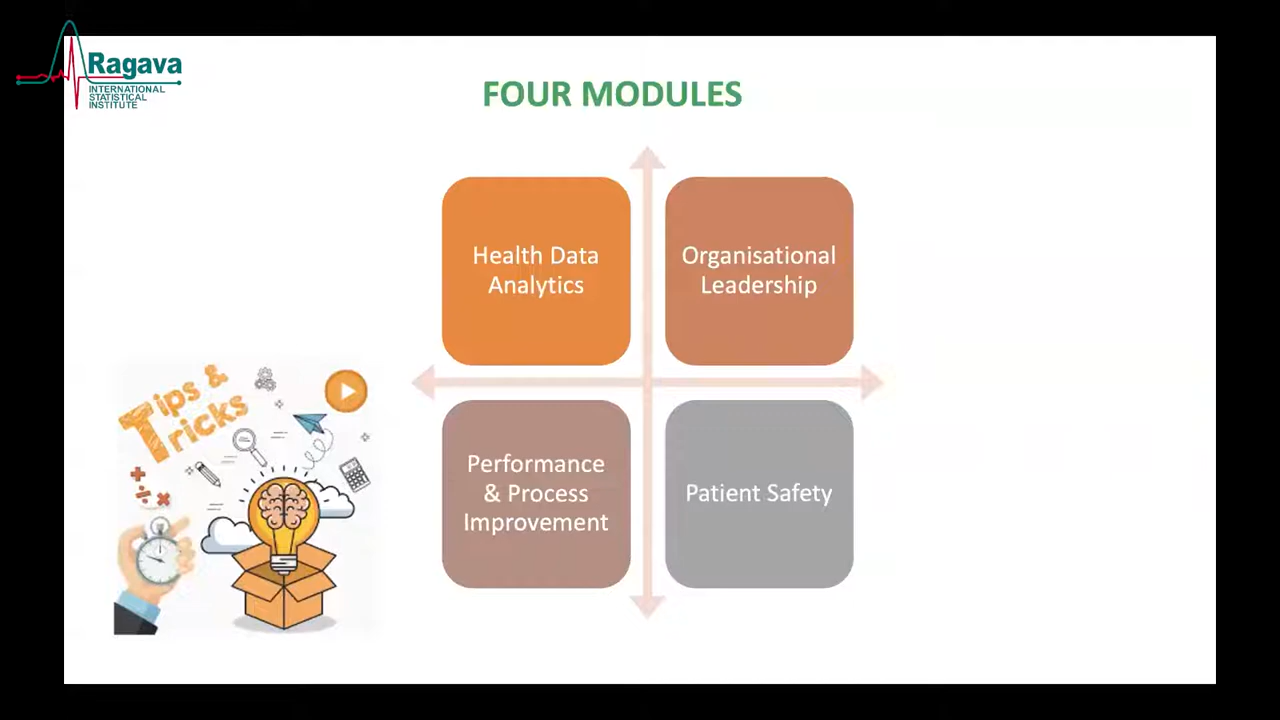 Ragava
INTERNATIONAL
STATISTICAL
INSTITUTE
FOUR MODULES
Health Data
Analytics
Organisational
Leadership
Performance
& Process
Improvement
Patient Safety
Tips &
Tricks